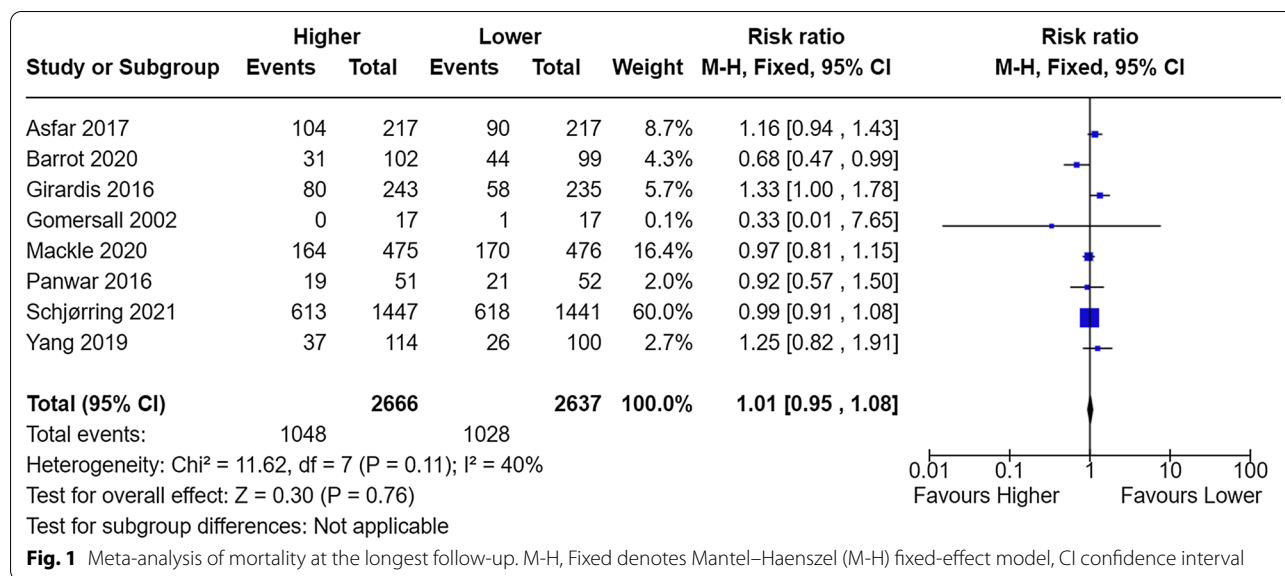 Higher Lower Risk ratio Risk ratio
Study or Subgroup Events Total Events Total Weight M-H, Fixed, 95% CI M-H, Fixed, 95% CI
Asfar 2017 104 217 90 217 8.7% 1.16 [0.94 , 1.43]
Barrot 2020 31 102 44 99 4.3% 0.68 [0.47 , 0.99]
Girardis 2016 80 243 58 235 5.7% 1.33 [1.00 , 1.78]
Gomersall 2002 0 17 1 17 0.1% 0.33 [0.01 , 7.65]
Mackle 2020 164 475 170 476 16.4% 0.97 [0.81 , 1.15]
Panwar 2016 19 51 21 52 2.0% 0.92 [0.57 , 1.50]
Schjørring 2021 613 1447 618 1441 60.0% 0.99 [0.91 , 1.08]
Yang 2019 37 114 26 100 2.7% 1.25 [0.82 , 1.91]
Total (95% CI) 2666 2637 100.0% 1.01 [0.95 , 1.08]
Total events: 1048 1028
Heterogeneity: Chi² = 11.62, df = 7 (P = 0.11); I² = 40%
0.01 0.1 1 10 100
Test for overall effect: Z = 0.30 (P = 0.76)
Favours Higher Favours Lower
Test for subgroup differences: Not applicable
Fig. 1 Meta-analysis of mortality at the longest follow-up. M-H, Fixed denotes Mantel–Haenszel (M-H) fixed-effect model, CI confidence interval